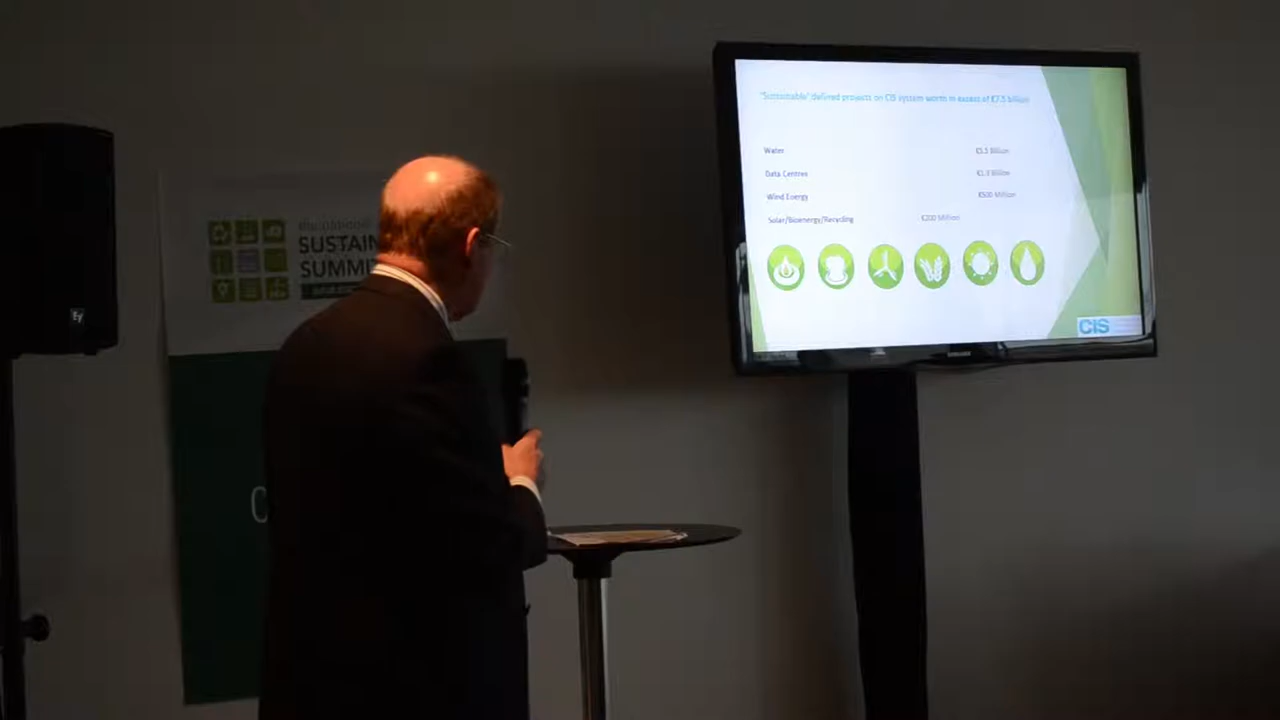 "Sustainable" defined projects on CIS system worth in excess of €7.5 billion
Water €5.5 Billion
Data Centres €1.3 Billion
Wind Energy €500 Million
Solar/Bioenergy/Recycling €200 Million
CIS
SUSTAIN
SUMMI
C